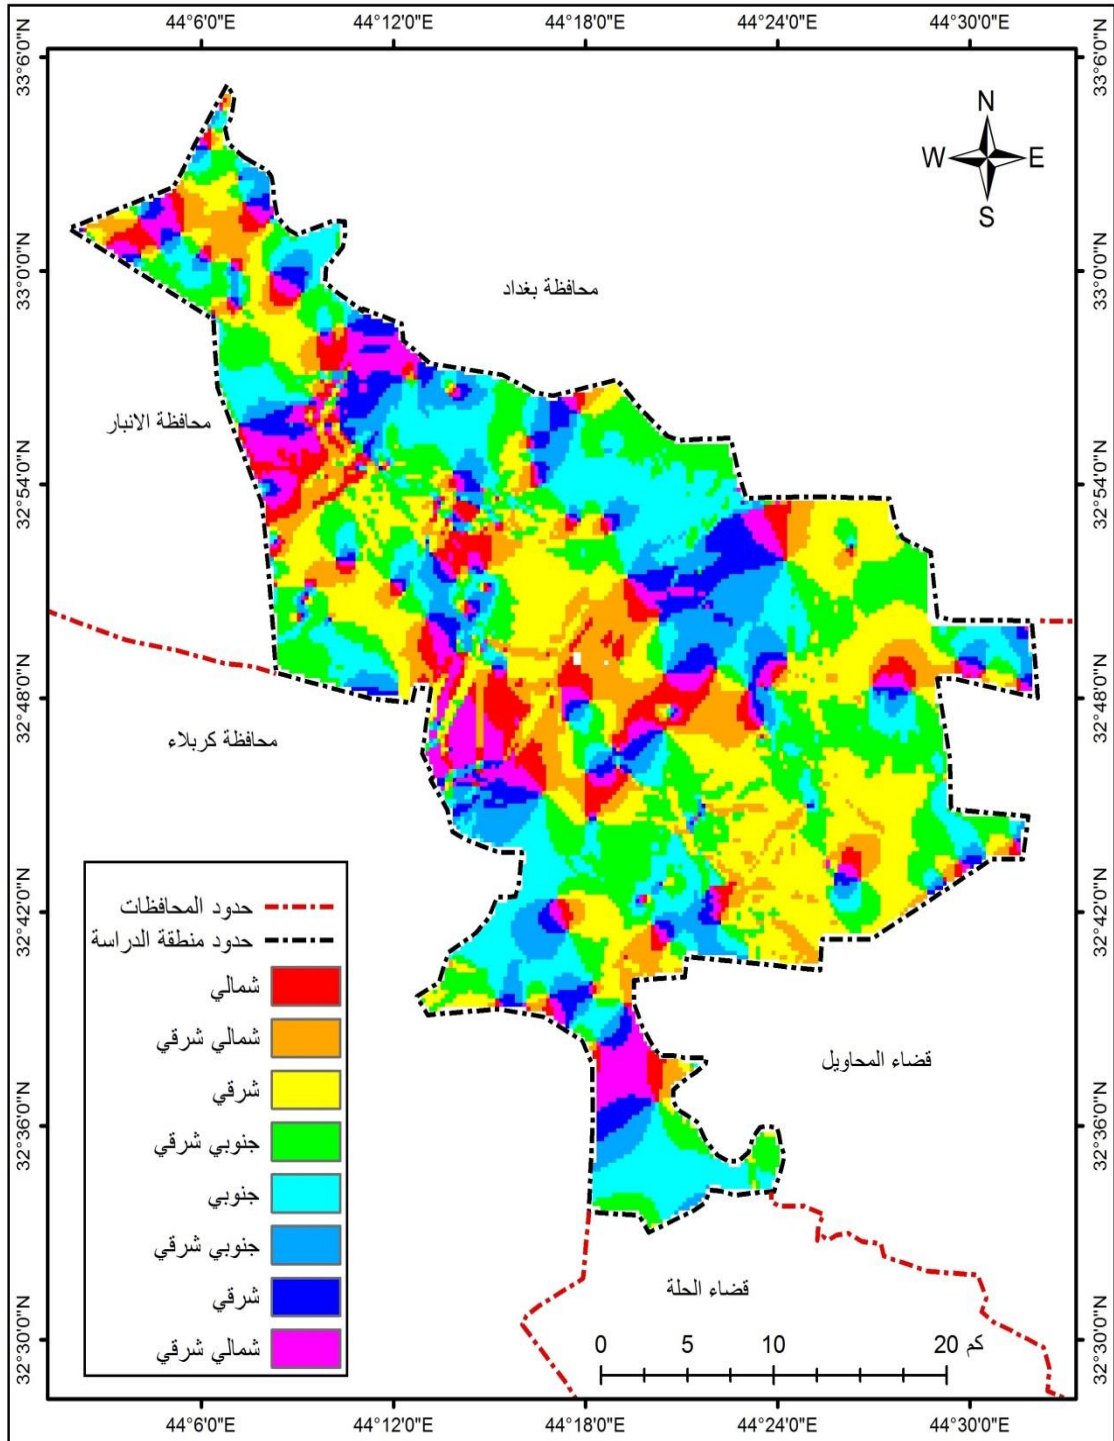 44°6'0"E 44°12'0"E 44°18'0"E 44°24'0"E 44°30'0"E
33°6'0"N 33°6'0"N
N
W E
S
33°0'0"N 33°0'0"N
محافظة بغداد
محافظة الانبار
32°54'0"N 32°54'0"N
32°48'0"N 32°48'0"N
محافظة كربلاء
32°42'0"N 32°42'0"N
حدود المحافظات
حدود منطقة الدراسة
شمالي
شمالي شرقي
شرقي
جنوبي شرقي
جنوبي
جنوبي شرقي
شرقي
شمالي شرقي
قضاء المحاويل
32°36'0"N 32°36'0"N
قضاء الحلة
0 5 10 20 كم
32°30'0"N 32°30'0"N
44°6'0"E 44°12'0"E 44°18'0"E 44°24'0"E 44°30'0"E